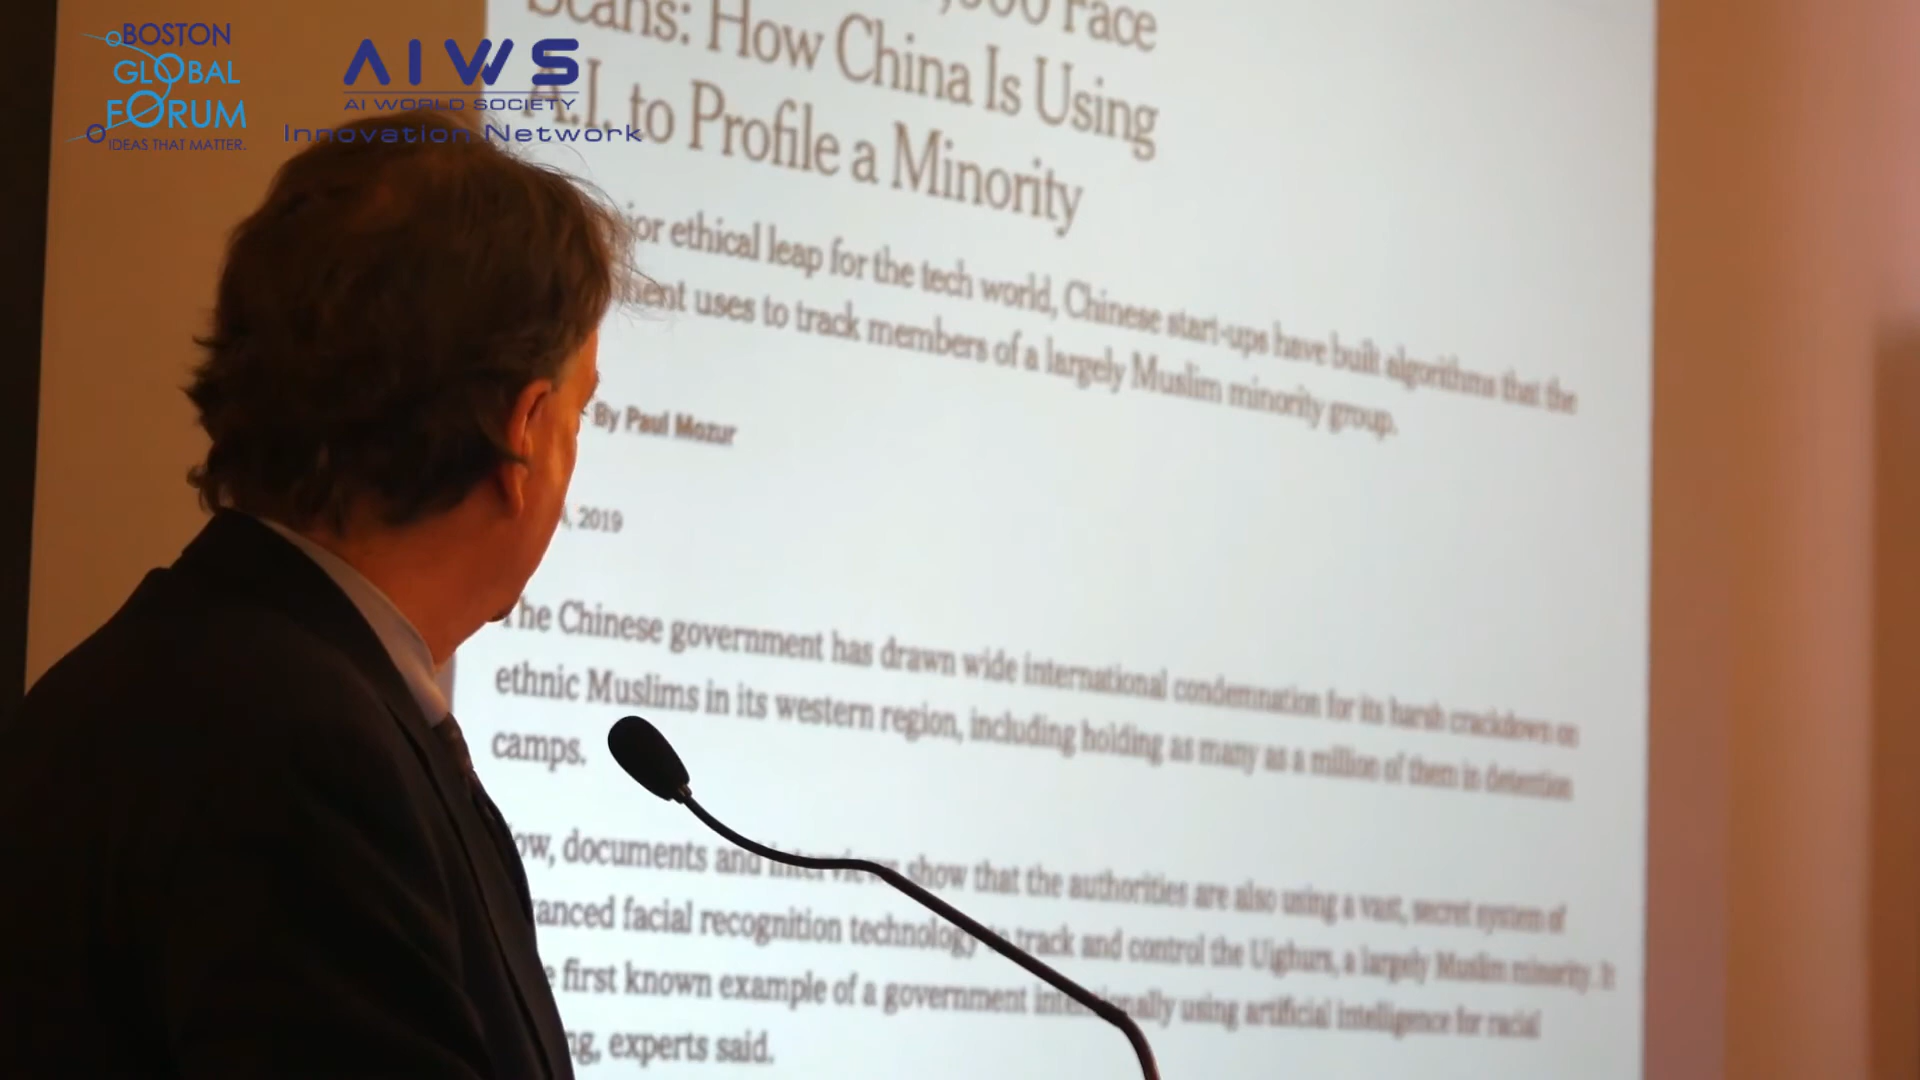 BOSTON
GLOBAL
FORUM
IDEAS THAT MATTER.
AIWS
AI WORLD SOCIETY
Innovation Network
Face
Scans: How China Is Using
A.I. to Profile a Minority
ethical leap for the tech world, Chinese start-ups have built algorithms that the
uses to track members of a largely Muslim minority group.
By Paul Mozur
2019
The Chinese government has drawn wide international condemnation for its harsh crackdown on
ethnic Muslims in its western region, including holding as many as a million of them in detention
camps.
documents and interviews show that the authorities are also using a vast, secret system of
facial recognition technology to track and control the Uighurs, a largely Muslim minority. It
first known example of a government intentionally using artificial intelligence for racial
experts said.